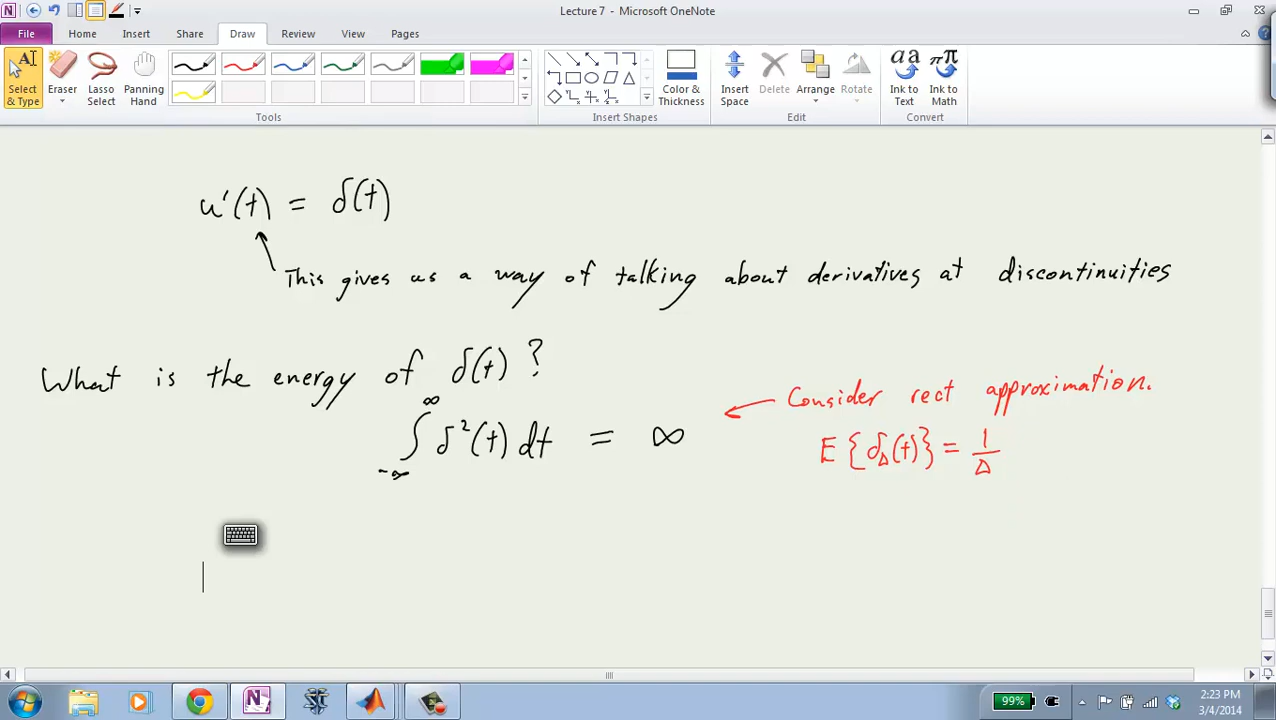 Lecture 7 - Microsoft OneNote
File Home Insert Share Draw Review View Pages
Select & Type
Eraser
Lasso Select
Panning Hand
Color & Thickness
Insert Space
Delete
Arrange
Rotate
Ink to Text
Ink to Math
Tools
Insert Shapes
Edit
Convert
u'(t) = δ(t)
This gives us a way of talking about derivatives at discontinuities
What is the energy of δ(t)?
Consider rect approximation.
∫_{-∞}^{∞} δ²(t) dt = ∞
E{δ_Δ(t)} = 1/Δ
99%
2:23 PM
3/4/2014